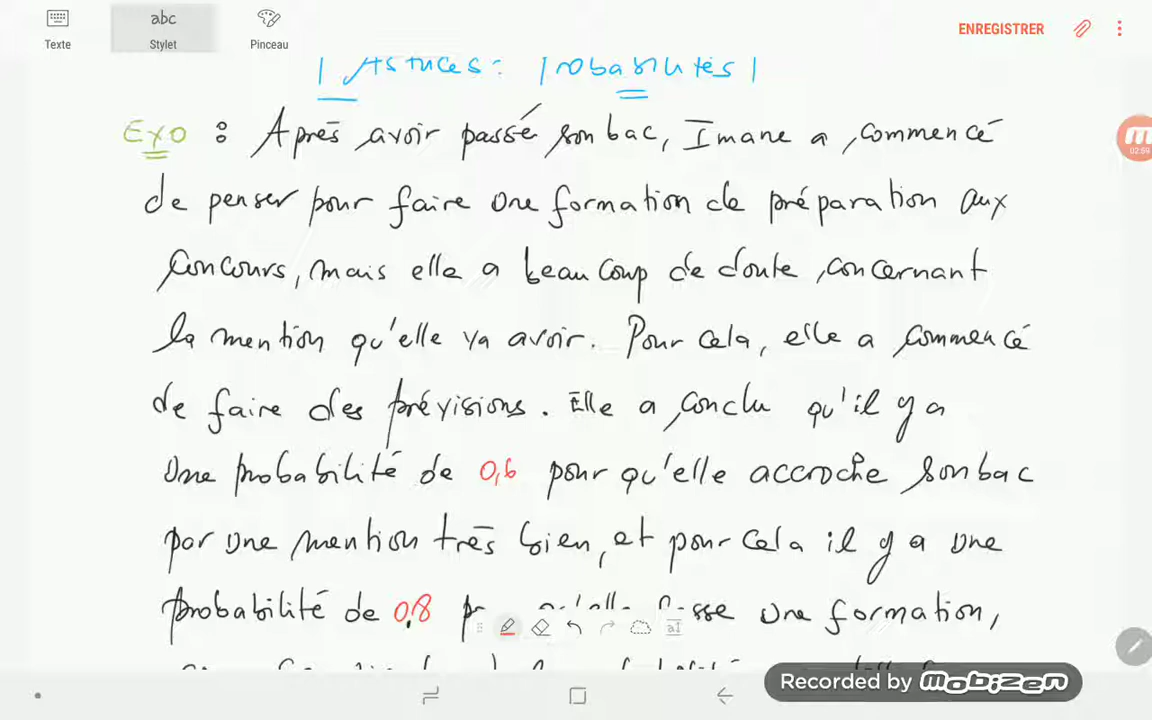 Texte
abc
Stylet
Pinceau
ENREGISTRER
Astuces: Probabilités
02:59
Exo : Après avoir passé son bac, Imane a commencé
de penser pour faire une formation de préparation aux
concours, mais elle a beaucoup de doute concernant
la mention qu'elle va avoir. Pour cela, elle a commencé
de faire des prévisions. Elle a conclu qu'il y a
une probabilité de 0,6 pour qu'elle accroche son bac
par une mention très bien, et pour cela il y a une
probabilité de 0,8 une formation,
Recorded by mobizen